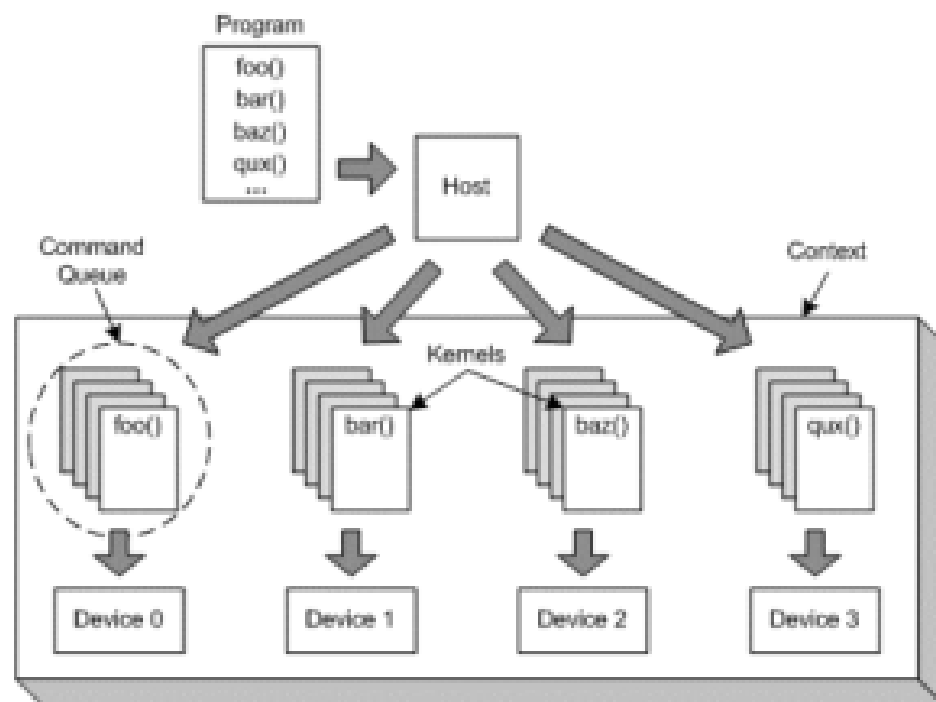 Program
foo()
bar()
baz()
qux()
...
Host
Command
Queue
Context
Kernels
foo()
bar()
baz()
qux()
Device 0
Device 1
Device 2
Device 3